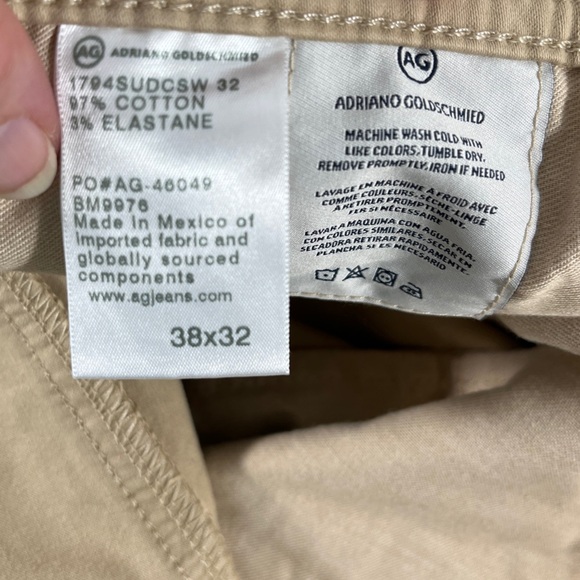 AG ADRIANO GOLDSCHMIED
1794SUDCSW 32
97% COTTON
3% ELASTANE
PO#AG-46049
BM9976
Made in Mexico of
Imported fabric and
globally sourced
components
www.agjeans.com
38x32
AG
ADRIANO GOLDSCHMIED
MACHINE WASH COLD WITH
LIKE COLORS, TUMBLE DRY.
REMOVE PROMPTLY, IRON IF NEEDED
LAVAGE EN MACHINE A FROID AVEC
COMME COULEURS. SÈCHE-LINGE
A RETIRER PROMPTEMENT.
FER SI NÉCESSAIRE
LAVAR A MAQUINA CON AGUA FRIA.
CON COLORES SIMILARES. SECAR EN
SECADORA RETIRAR RAPIDAMENTE.
PLANCHA SI ES NECESARIO